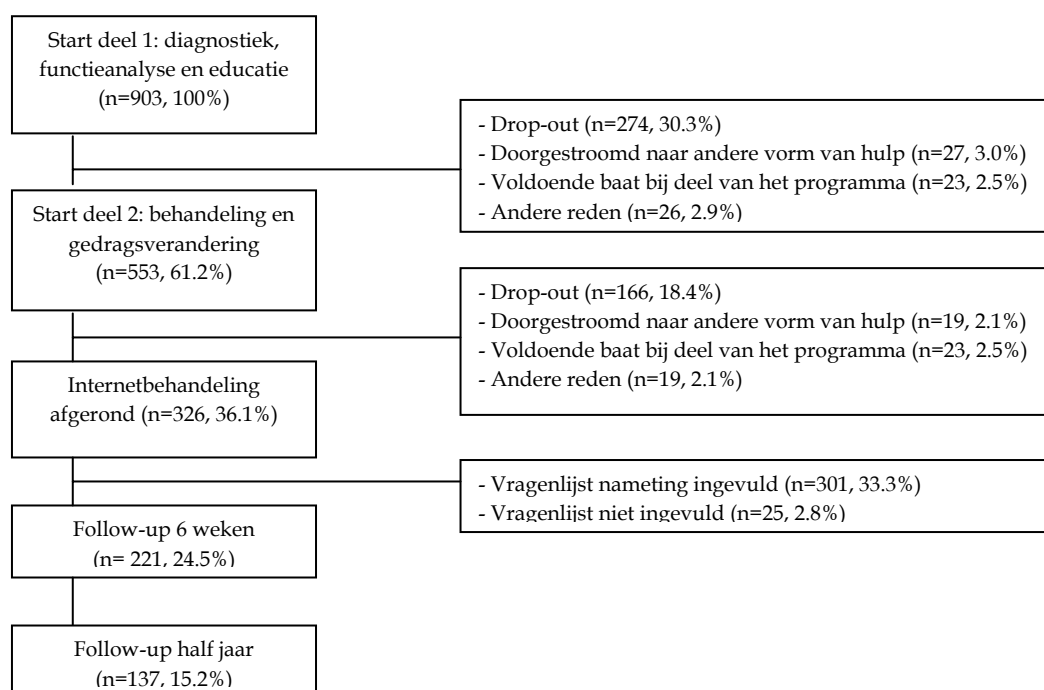 Start deel 1: diagnostiek,
functieanalyse en educatie
(n=903, 100%)
- Drop-out (n=274, 30.3%)
- Doorgestroomd naar andere vorm van hulp (n=27, 3.0%)
- Voldoende baat bij deel van het programma (n=23, 2.5%)
- Andere reden (n=26, 2.9%)
Start deel 2: behandeling en
gedragsverandering
(n=553, 61.2%)
- Drop-out (n=166, 18.4%)
- Doorgestroomd naar andere vorm van hulp (n=19, 2.1%)
- Voldoende baat bij deel van het programma (n=23, 2.5%)
- Andere reden (n=19, 2.1%)
Internetbehandeling
afgerond (n=326, 36.1%)
- Vragenlijst nameting ingevuld (n=301, 33.3%)
- Vragenlijst niet ingevuld (n=25, 2.8%)
Follow-up 6 weken
(n= 221, 24.5%)
Follow-up half jaar
(n=137, 15.2%)